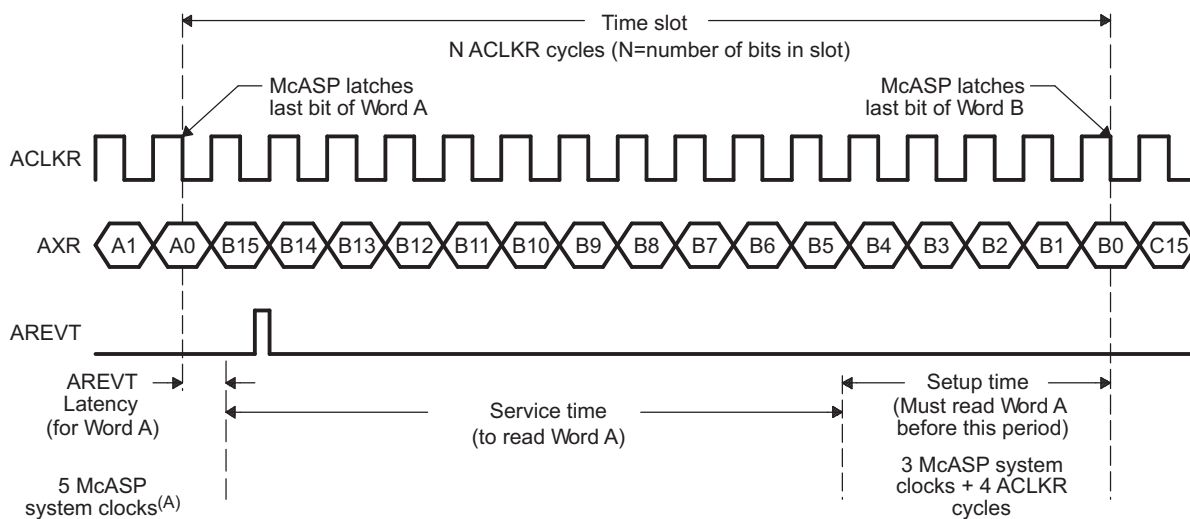 Time slot
N ACLKR cycles (N=number of bits in slot)
McASP latches
last bit of Word A
McASP latches
last bit of Word B
ACLKR
AXR
A1 A0 B15 B14 B13 B12 B11 B10 B9 B8 B7 B6 B5 B4 B3 B2 B1 B0 C15
AREVT
AREVT
Latency
(for Word A)
Service time
(to read Word A)
Setup time
(Must read Word A
before this period)
5 McASP
system clocks(A)
3 McASP system
clocks + 4 ACLKR
cycles